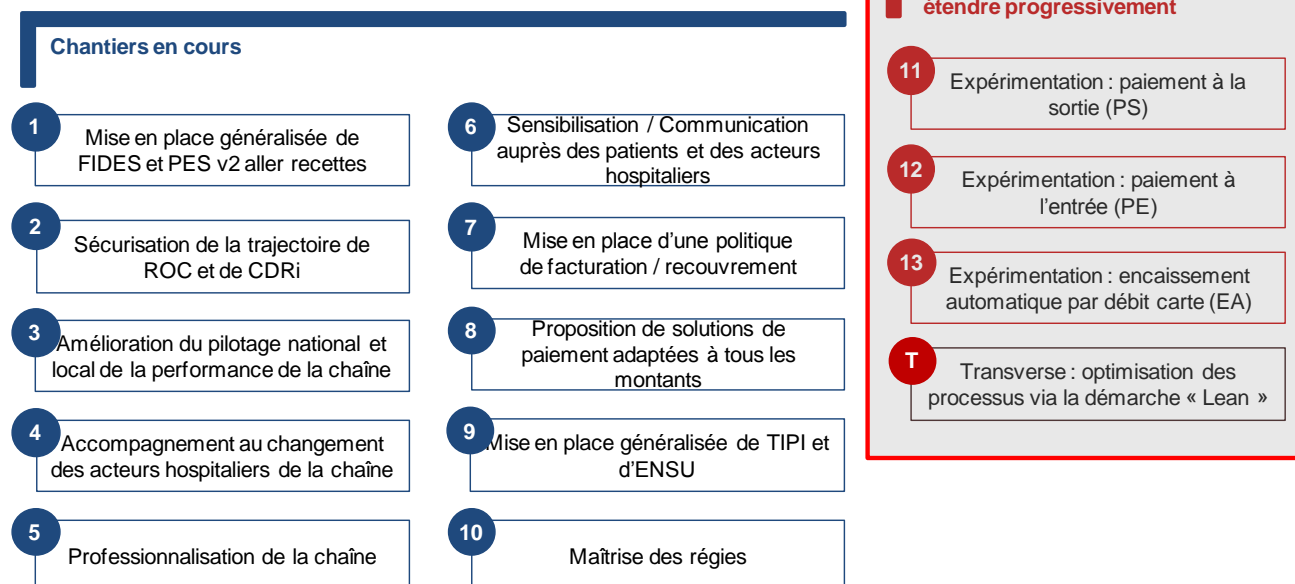 Chantiers en cours
1
Mise en place généralisée de
FIDES et PES v2 aller recettes
2
Sécurisation de la trajectoire de
ROC et de CDRi
3
Amélioration du pilotage national et
local de la performance de la chaîne
4
Accompagnement au changement
des acteurs hospitaliers de la chaîne
5
Professionnalisation de la chaîne
6
Sensibilisation / Communication
auprès des patients et des acteurs
hospitaliers
7
Mise en place d’une politique
de facturation / recouvrement
8
Proposition de solutions de
paiement adaptées à tous les
montants
9
Mise en place généralisée de TIPI et
d’ENSU
10
Maîtrise des régies
étendre progressivement
11
Expérimentation : paiement à la
sortie (PS)
12
Expérimentation : paiement à
l’entrée (PE)
13
Expérimentation : encaissement
automatique par débit carte (EA)
T
Transverse : optimisation des
processus via la démarche « Lean »